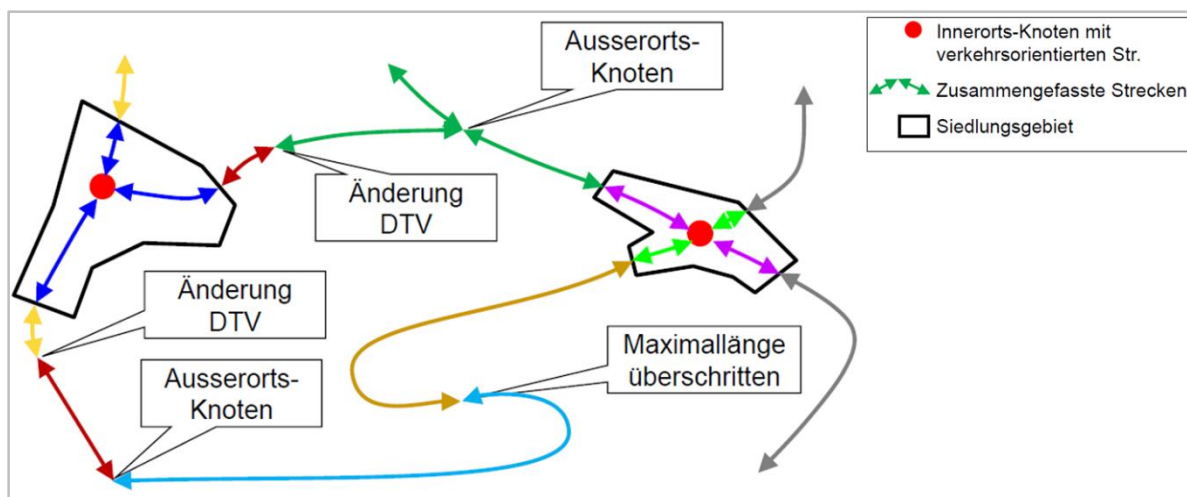 Ausserorts-
Knoten
Innerorts-Knoten mit
verkehrsorientierten Str.
Zusammengefasste Strecken
Siedlungsgebiet
Änderung
DTV
Änderung
DTV
Maximallänge
überschritten
Ausserorts-
Knoten